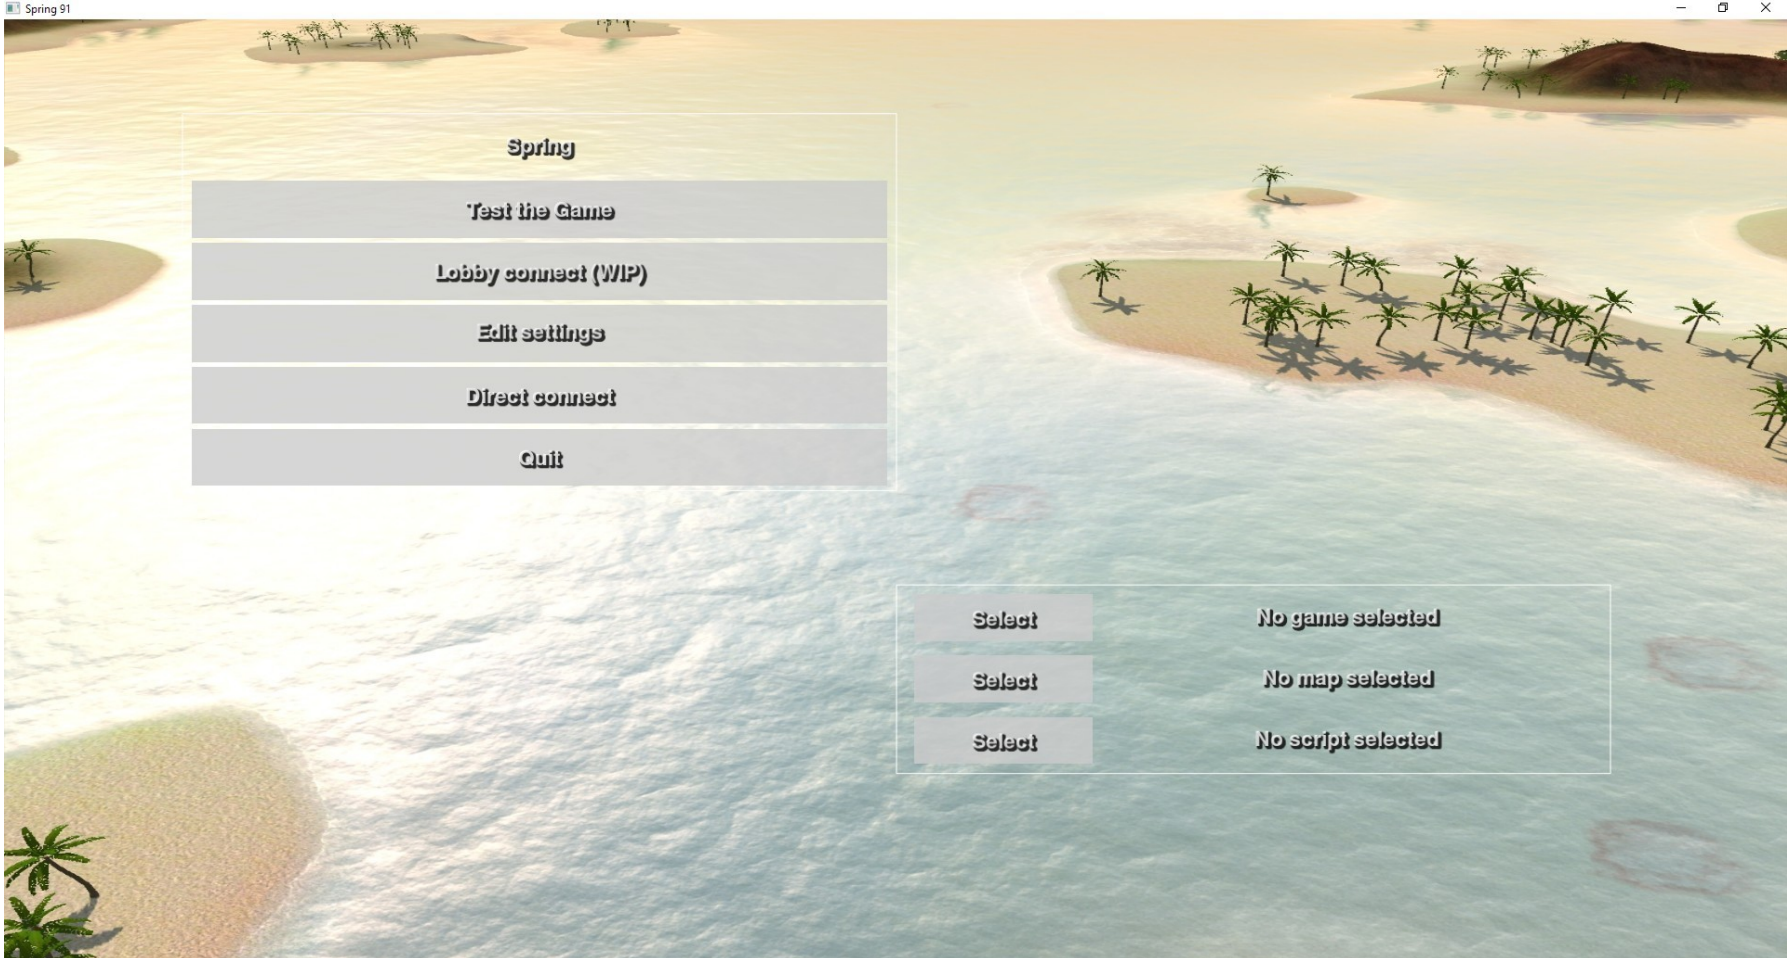 Spring 91
Spring
Test the Game
Lobby connect (WIP)
Edit settings
Direct connect
Quit
Select No game selected
Select No map selected
Select No script selected